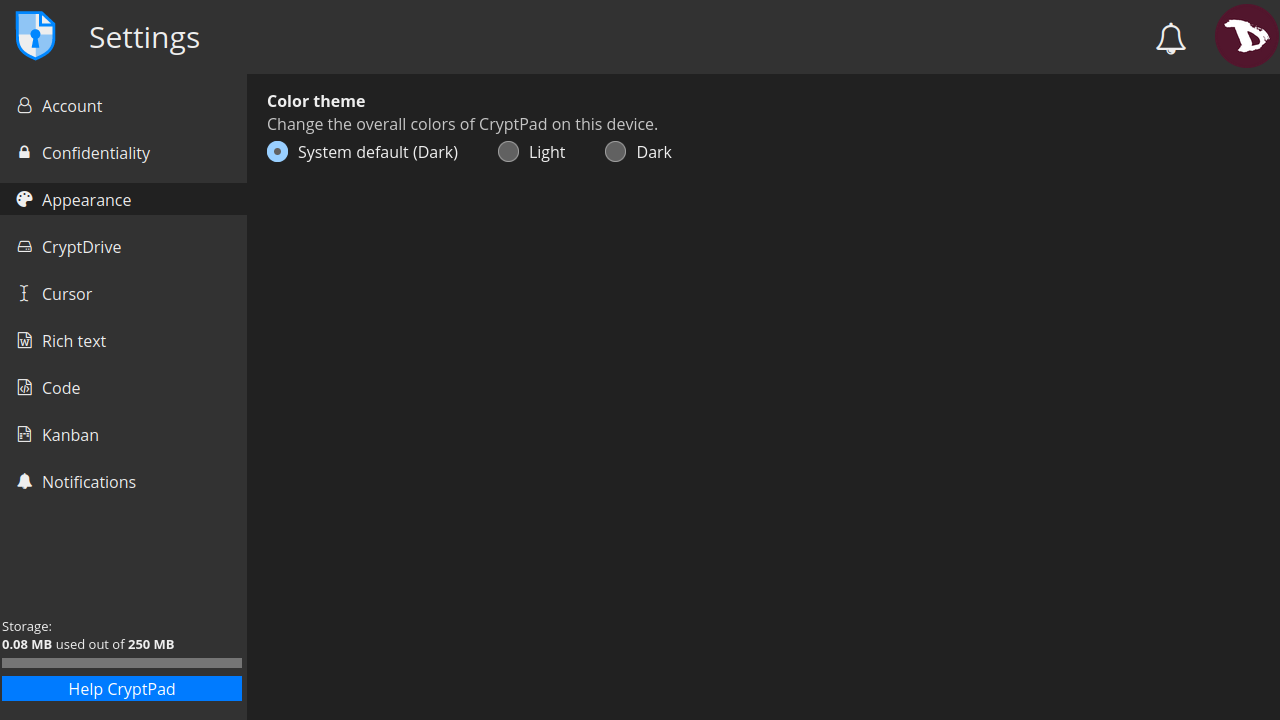 Settings
Account
Confidentiality
Appearance
CryptDrive
Cursor
Rich text
Code
Kanban
Notifications
Storage:
0.08 MB used out of 250 MB
Help CryptPad
Color theme
Change the overall colors of CryptPad on this device.
System default (Dark) Light Dark